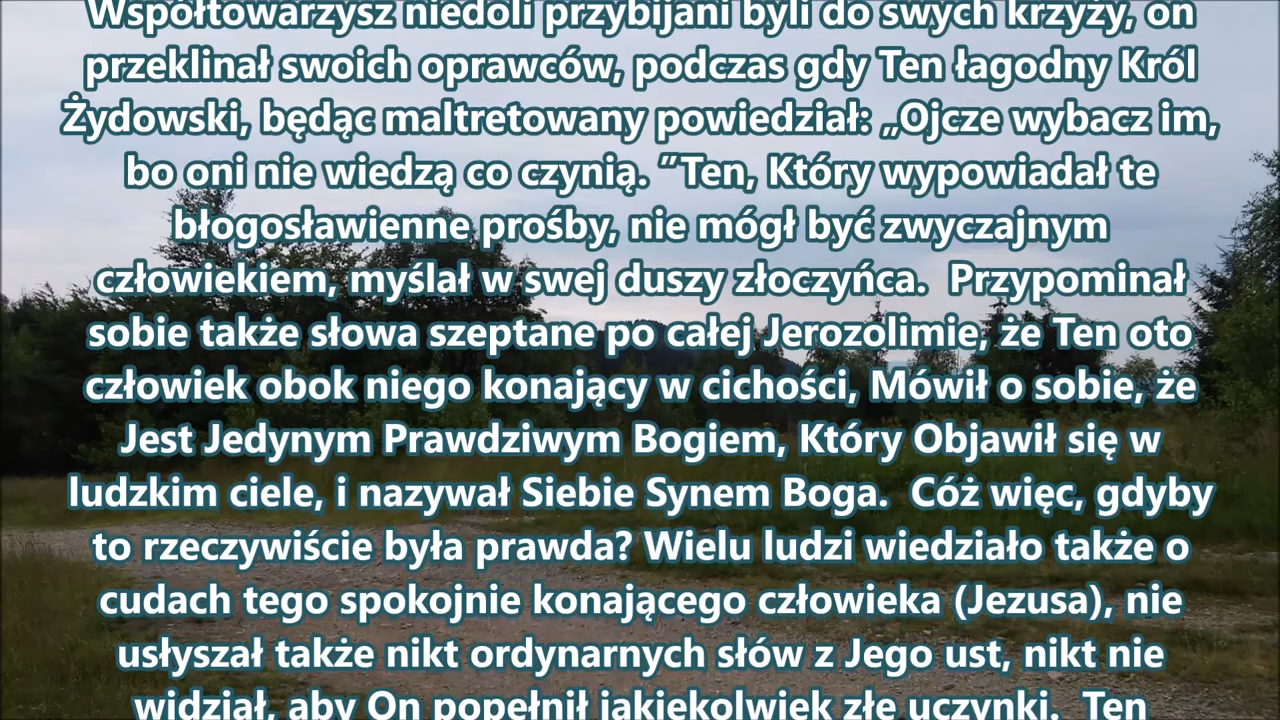 Współtowarzysz niedoli przybijani byli do swych krzyży, on
przeklinał swoich oprawców, podczas gdy Ten łagodny Król
Żydowski, będąc maltretowany powiedział: „Ojcze wybacz im,
bo oni nie wiedzą co czynią. ”Ten, Który wypowiadał te
błogosławienne prośby, nie mógł być zwyczajnym
człowiekiem, myślał w swej duszy złoczyńca.  Przypominał
sobie także słowa szeptane po całej Jerozolimie, że Ten oto
człowiek obok niego konający w cichości, Mówił o sobie, że
Jest Jedynym Prawdziwym Bogiem, Który Objawił się w
ludzkim ciele, i nazywał Siebie Synem Boga.  Cóż więc, gdyby
to rzeczywiście była prawda? Wielu ludzi wiedziało także o
cudach tego spokojnie konającego człowieka (Jezusa), nie
usłyszał także nikt ordynarnych słów z Jego ust, nikt nie
widział, aby On popełnił jakiekolwiek złe uczynki.  Ten